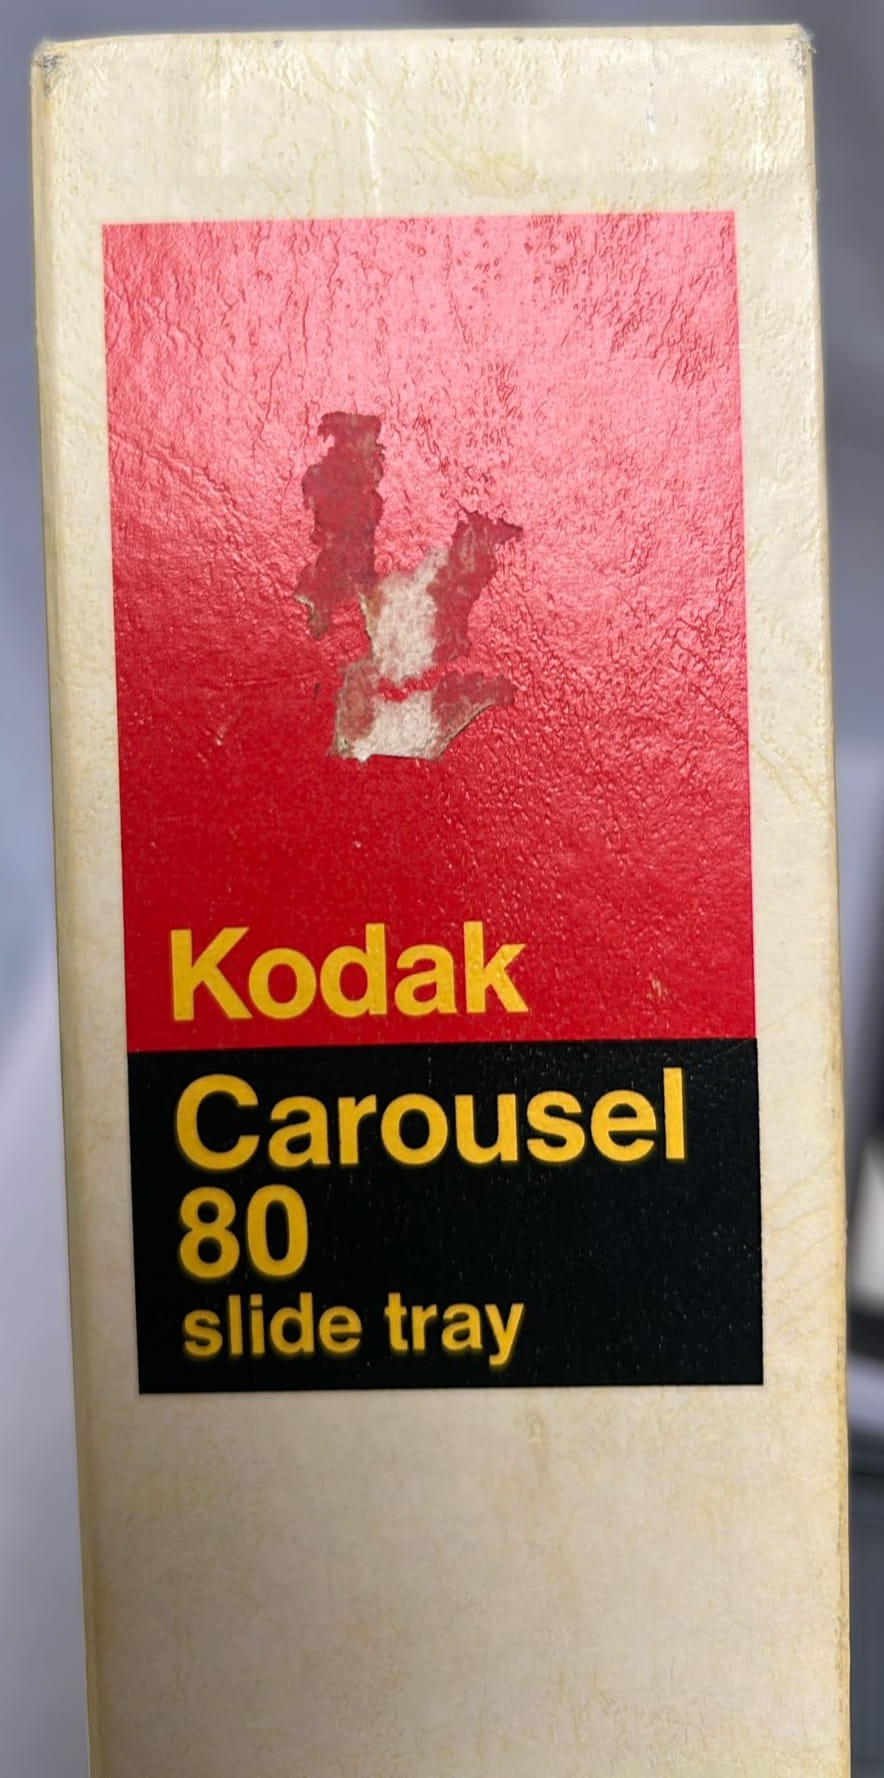 Kodak
Carousel
80
slide tray